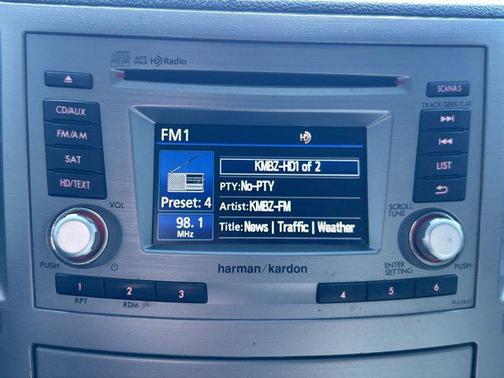 HD Radio
SCAN/A.S
CD/AUX
FM/AM
SAT
HD/TEXT
TRACK/SEEK/CAT
LIST
FM1
HD
KMBZ-HD1 of 2
PTY:No-PTY
Preset: 4
Artist:KMBZ-FM
98.1
MHz
Title:News | Traffic | Weather
VOL
PUSH
SCROLL
TUNE
ENTER
SETTING
PUSH
harman/kardon
1
2
3
RPT
RDM
4
5
6